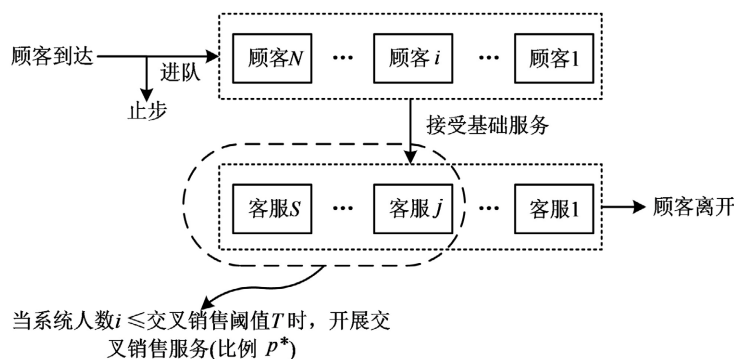 顾客到达
进队
止步
顾客N ··· 顾客i ··· 顾客1
接受基础服务
客服S ··· 客服j ··· 客服1
顾客离开
当系统人数i≤交叉销售阈值T时，开展交
叉销售服务(比例 p*)